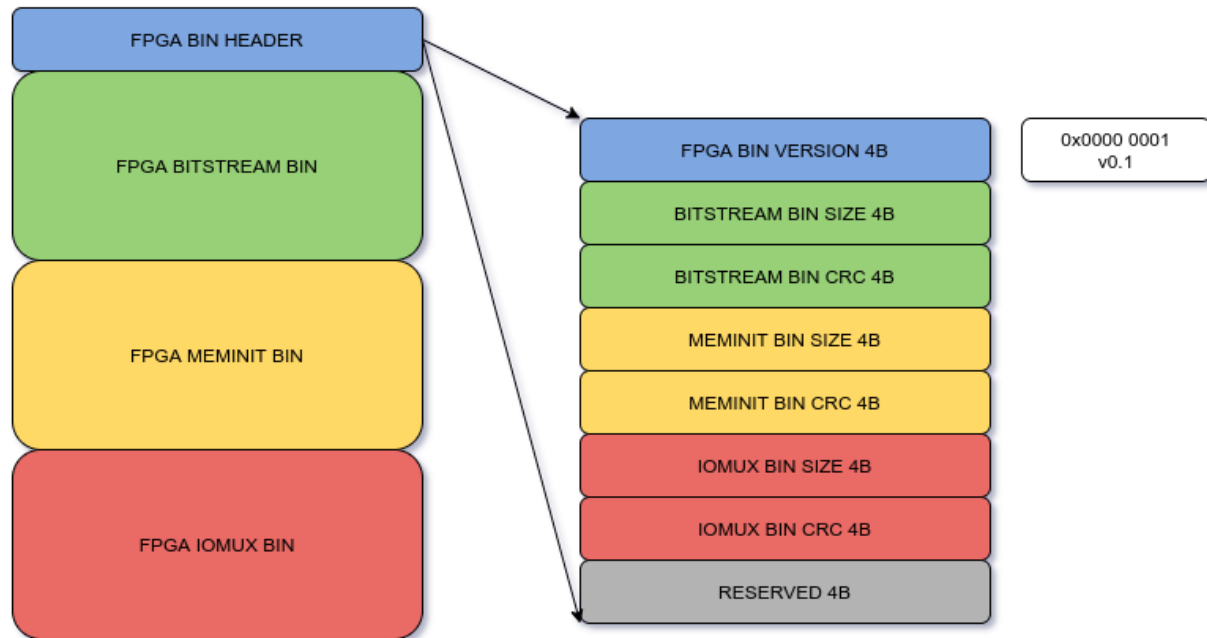 FPGA BIN HEADER
FPGA BITSTREAM BIN
FPGA MEMINIT BIN
FPGA IOMUX BIN
FPGA BIN VERSION 4B
BITSTREAM BIN SIZE 4B
BITSTREAM BIN CRC 4B
MEMINIT BIN SIZE 4B
MEMINIT BIN CRC 4B
IOMUX BIN SIZE 4B
IOMUX BIN CRC 4B
RESERVED 4B
0x0000 0001
v0.1